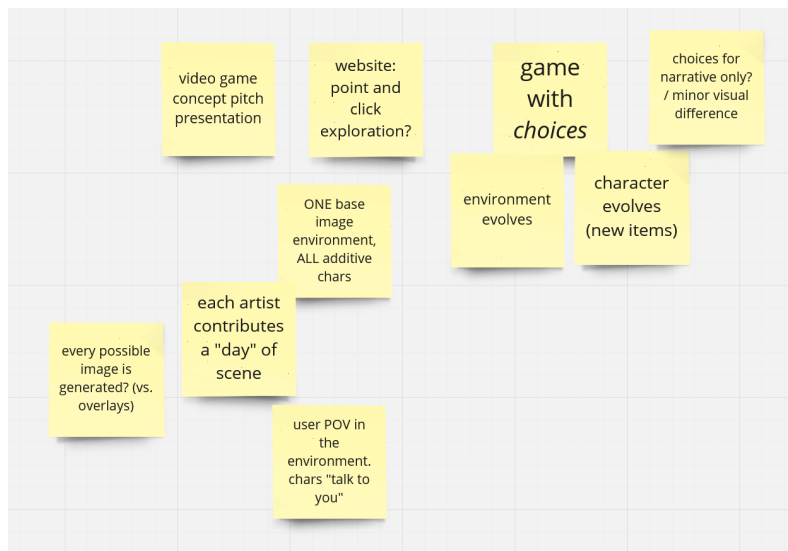 video game
concept pitch
presentation
website:
point and
click
exploration?
game
with
choices
choices for
narrative only?
/ minor visual
difference
environment
evolves
character
evolves
(new items)
ONE base
image
environment,
ALL additive
chars
each artist
contributes
a "day" of
scene
every possible
image is
generated? (vs.
overlays)
user POV in
the
environment.
chars "talk to
you"